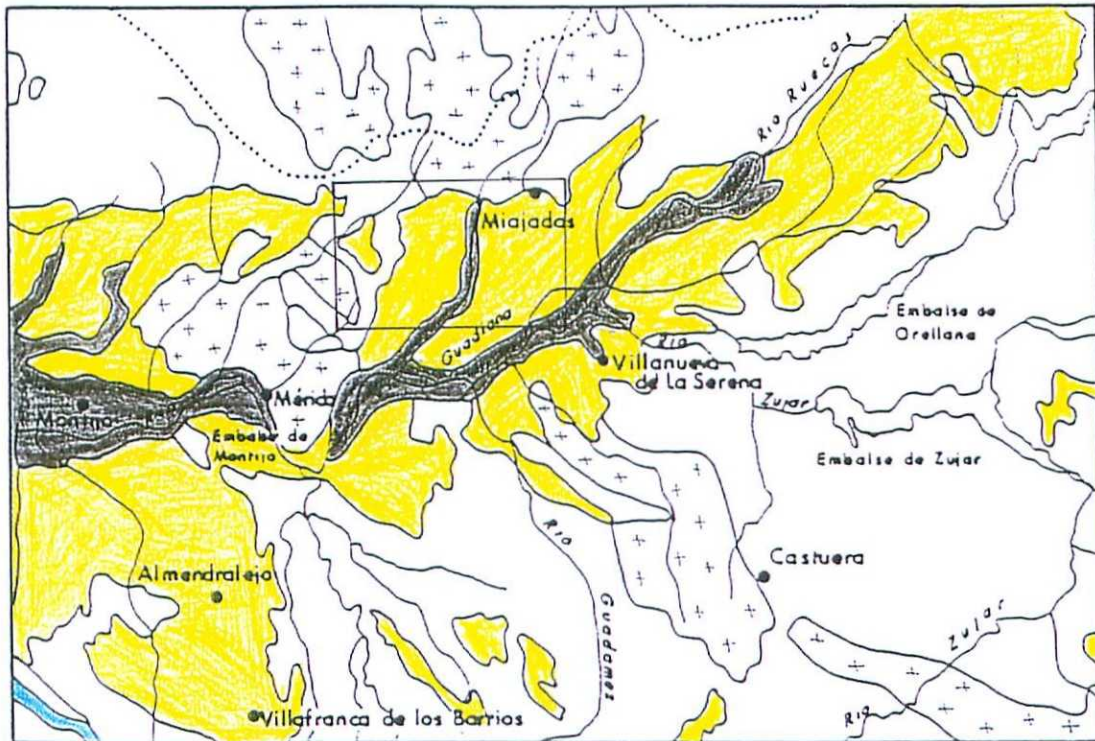 Rio Ruecas
Miajadas
Guadiana
Embalse de
Orellana
Rio
Villanueva
de La Serena
Zujar
Mérida
Montijo
Embalse de
Montijo
Embalse de Zujar
Rio
Guadamez
Castuera
Almendralejo
Zujar
Rio
Villafranca de los Barrios